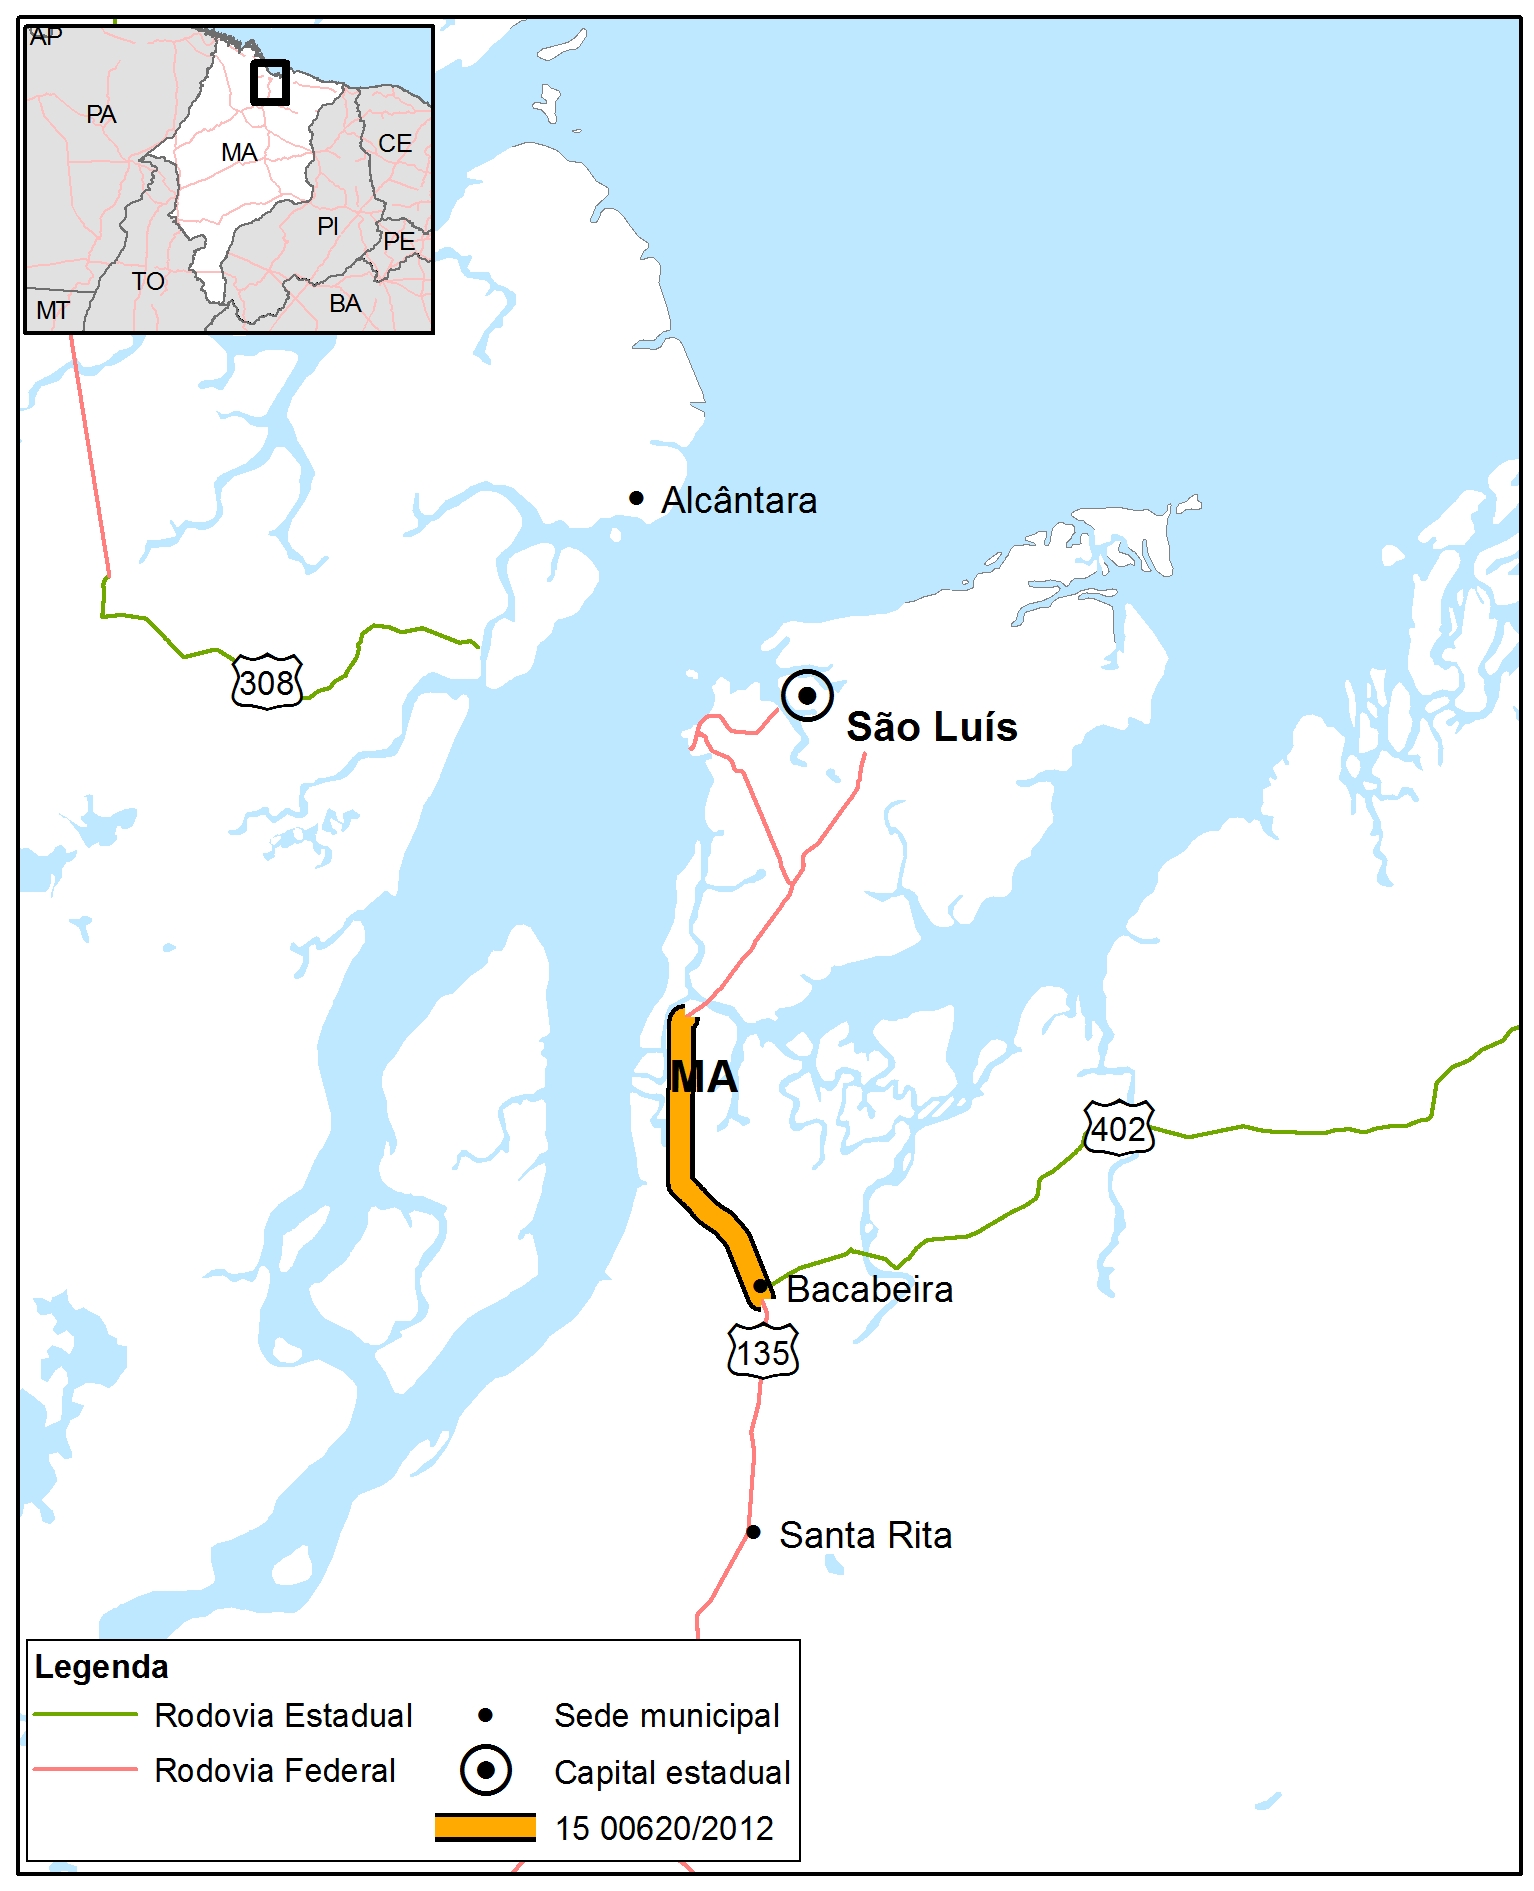 AP
PA
MA
CE
PI
PE
TO
BA
MT
Alcântara
308
São Luís
MA
402
Bacabeira
135
Santa Rita
Legenda
Rodovia Estadual
Sede municipal
Rodovia Federal
Capital estadual
15 00620/2012